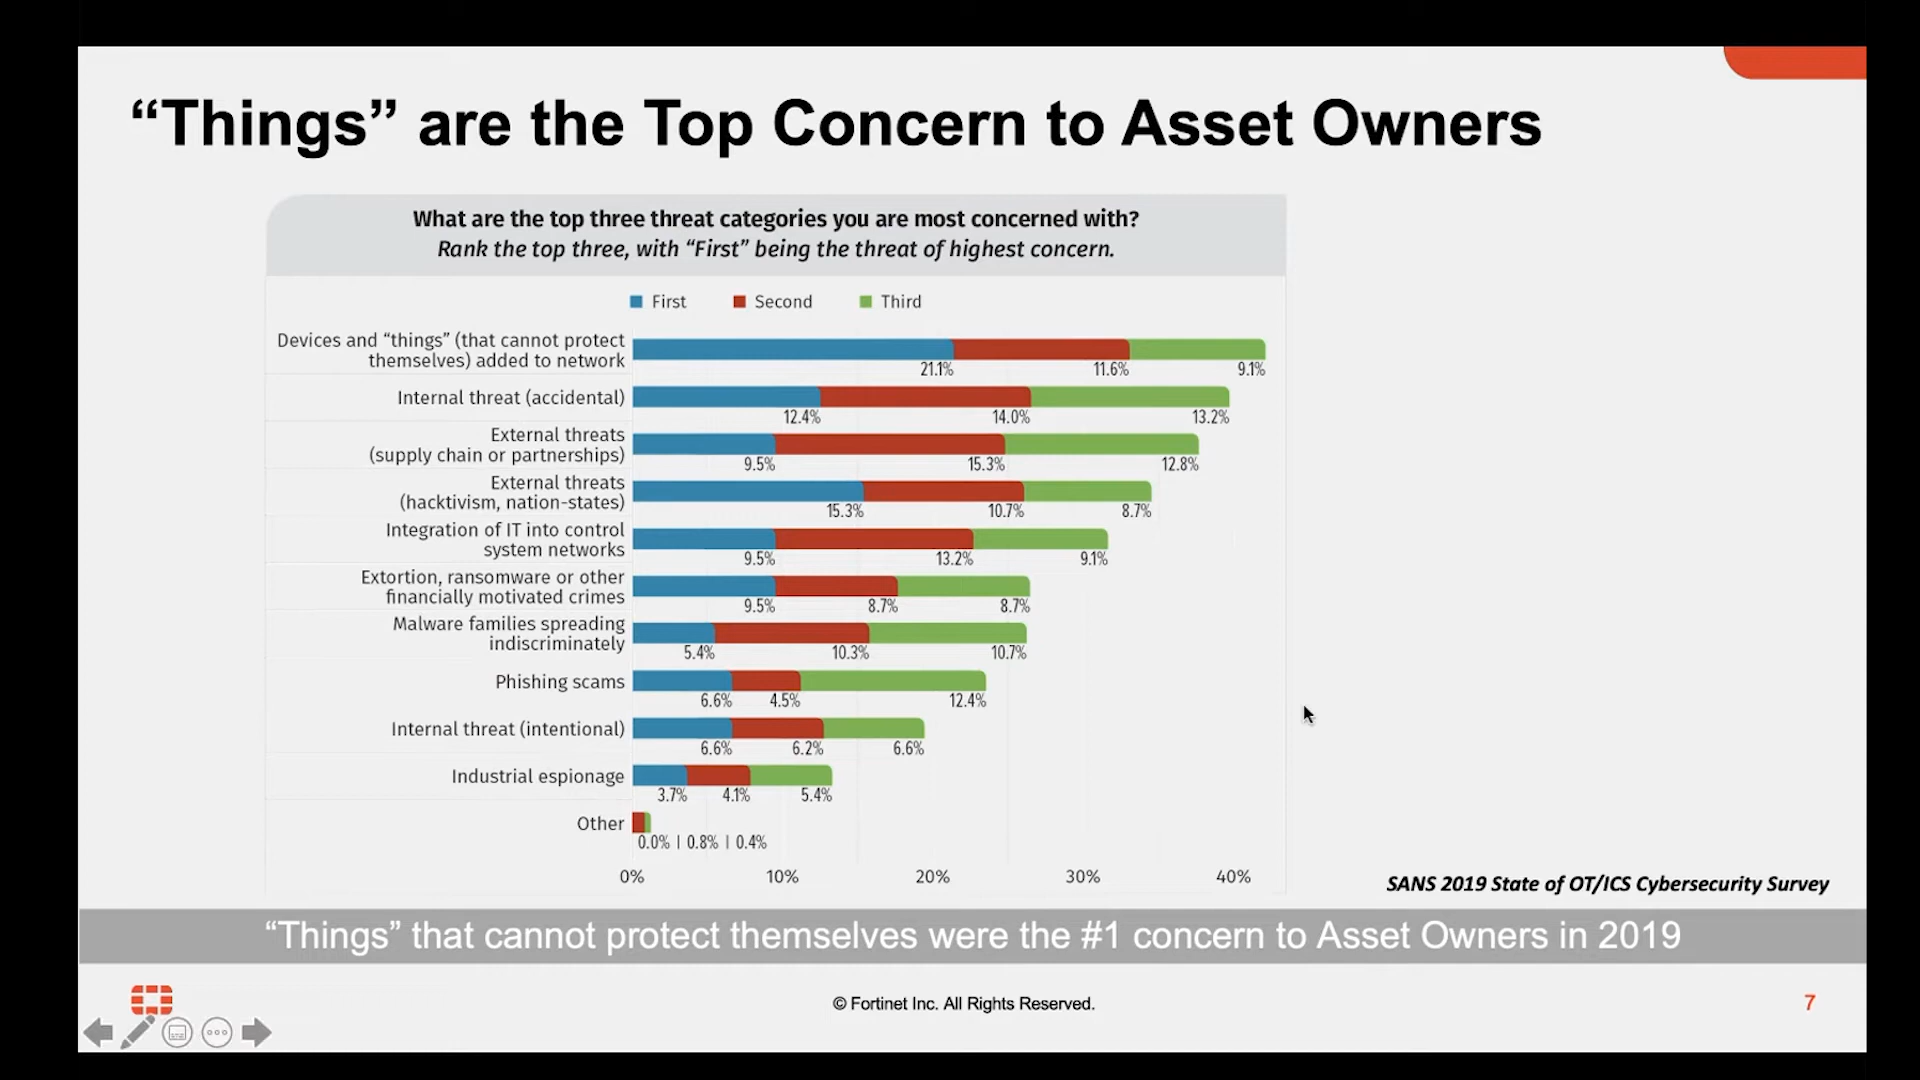 “Things” are the Top Concern to Asset Owners
What are the top three threat categories you are most concerned with?
Rank the top three, with “First” being the threat of highest concern.
First Second Third
Devices and “things” (that cannot protect
themselves) added to network
21.1% 11.6% 9.1%
Internal threat (accidental)
12.4% 14.0% 13.2%
External threats
(supply chain or partnerships)
9.5% 15.3% 12.8%
External threats
(hacktivism, nation-states)
15.3% 10.7% 8.7%
Integration of IT into control
system networks
9.5% 13.2% 9.1%
Extortion, ransomware or other
financially motivated crimes
9.5% 8.7% 8.7%
Malware families spreading
indiscriminately
5.4% 10.3% 10.7%
Phishing scams
6.6% 4.5% 12.4%
Internal threat (intentional)
6.6% 6.2% 6.6%
Industrial espionage
3.7% 4.1% 5.4%
Other
0.0% | 0.8% | 0.4%
0% 10% 20% 30% 40%
SANS 2019 State of OT/ICS Cybersecurity Survey
“Things” that cannot protect themselves were the #1 concern to Asset Owners in 2019
© Fortinet Inc. All Rights Reserved.
7